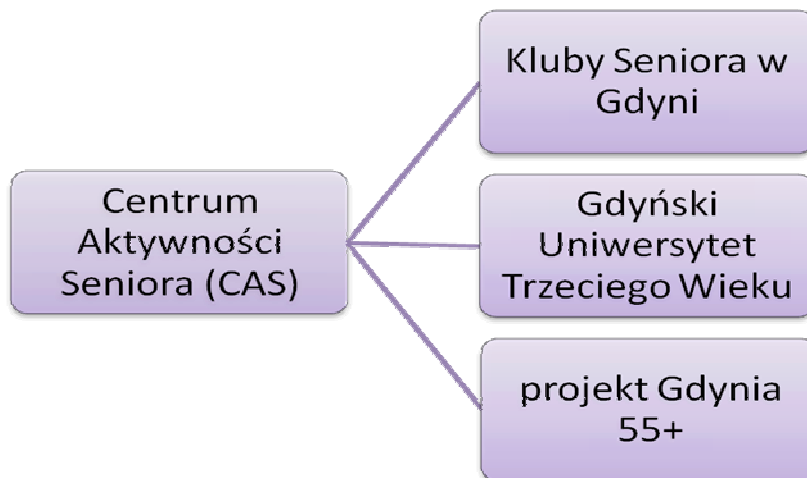 Centrum
Aktywności
Seniora (CAS)
Kluby Seniora w
Gdyni
Gdyński
Uniwersytet
Trzeciego Wieku
projekt Gdynia
55+